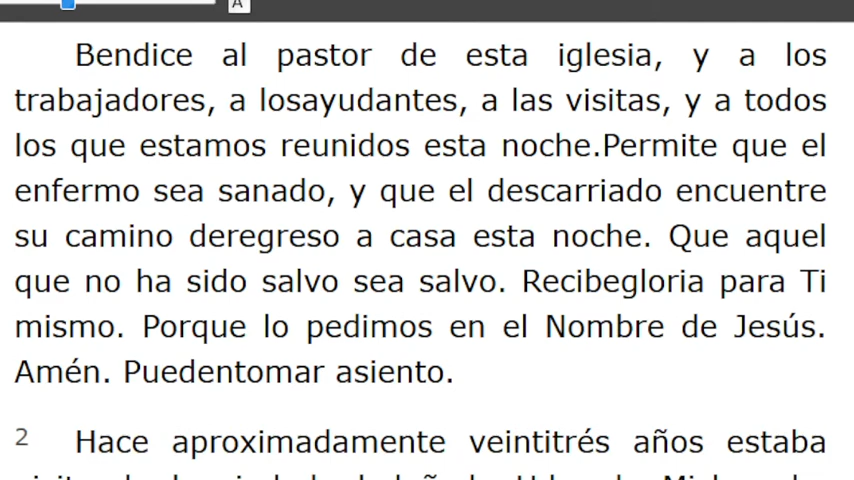 A
Bendice al pastor de esta iglesia, y a los
trabajadores, a losayudantes, a las visitas, y a todos
los que estamos reunidos esta noche.Permite que el
enfermo sea sanado, y que el descarriado encuentre
su camino deregreso a casa esta noche. Que aquel
que no ha sido salvo sea salvo. Recibegloria para Ti
mismo. Porque lo pedimos en el Nombre de Jesús.
Amén. Puedentomar asiento.
2 Hace aproximadamente veintitrés años estaba